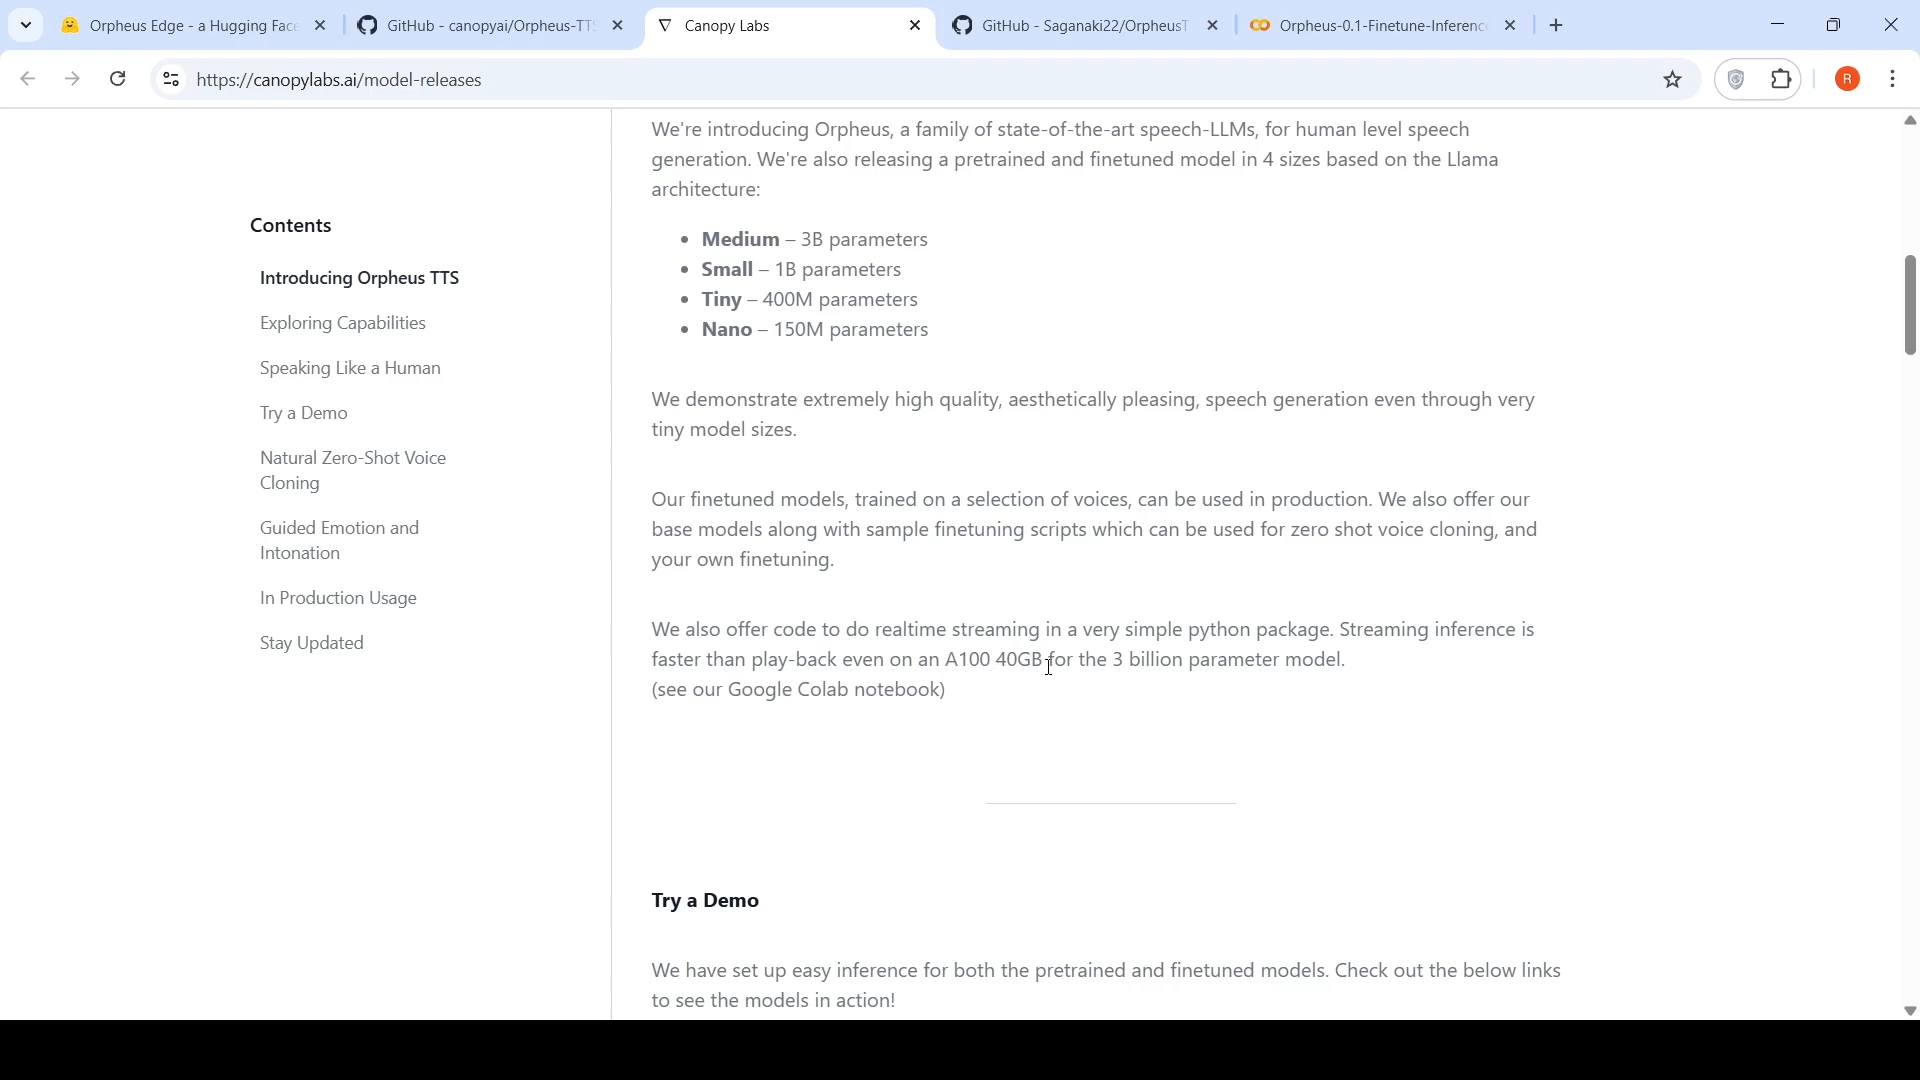 Orpheus Edge - a Hugging Face
GitHub - canopyai/Orpheus-TTS
Canopy Labs
GitHub - Saganaki22/OrpheusT
Orpheus-0.1-Finetune-Inference
https://canopylabs.ai/model-releases
R
Contents
Introducing Orpheus TTS
Exploring Capabilities
Speaking Like a Human
Try a Demo
Natural Zero-Shot Voice
Cloning
Guided Emotion and
Intonation
In Production Usage
Stay Updated
We're introducing Orpheus, a family of state-of-the-art speech-LLMs, for human level speech
generation. We're also releasing a pretrained and finetuned model in 4 sizes based on the Llama
architecture:
• Medium – 3B parameters
• Small – 1B parameters
• Tiny – 400M parameters
• Nano – 150M parameters
We demonstrate extremely high quality, aesthetically pleasing, speech generation even through very
tiny model sizes.
Our finetuned models, trained on a selection of voices, can be used in production. We also offer our
base models along with sample finetuning scripts which can be used for zero shot voice cloning, and
your own finetuning.
We also offer code to do realtime streaming in a very simple python package. Streaming inference is
faster than play-back even on an A100 40GB for the 3 billion parameter model.
(see our Google Colab notebook)
Try a Demo
We have set up easy inference for both the pretrained and finetuned models. Check out the below links
to see the models in action!